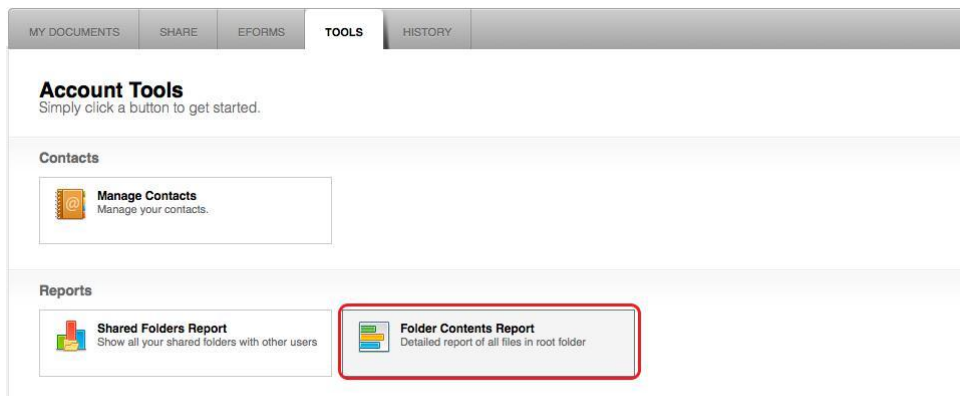 MY DOCUMENTS SHARE EFORMS TOOLS HISTORY
Account Tools
Simply click a button to get started.
Contacts
Manage Contacts
Manage your contacts.
Reports
Shared Folders Report
Show all your shared folders with other users
Folder Contents Report
Detailed report of all files in root folder